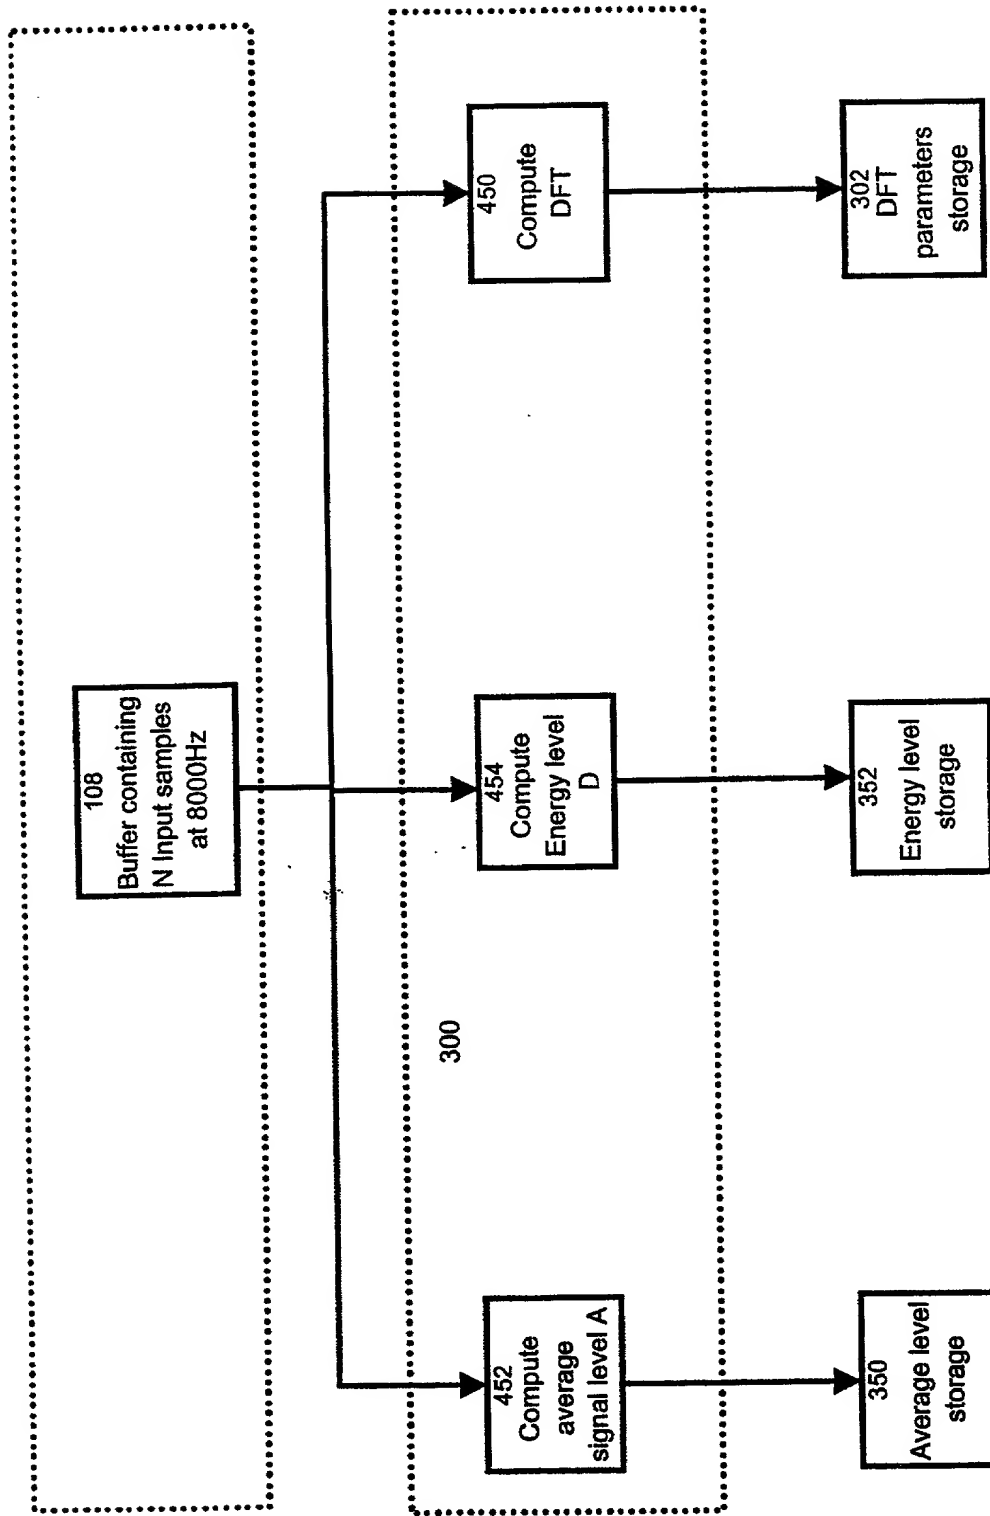 108
Buffer containing
N Input samples
at 8000Hz
300
452
Compute
average
signal level A
454
Compute
Energy level
D
450
Compute
DFT
350
Average level
storage
352
Energy level
storage
302
DFT
parameters
storage